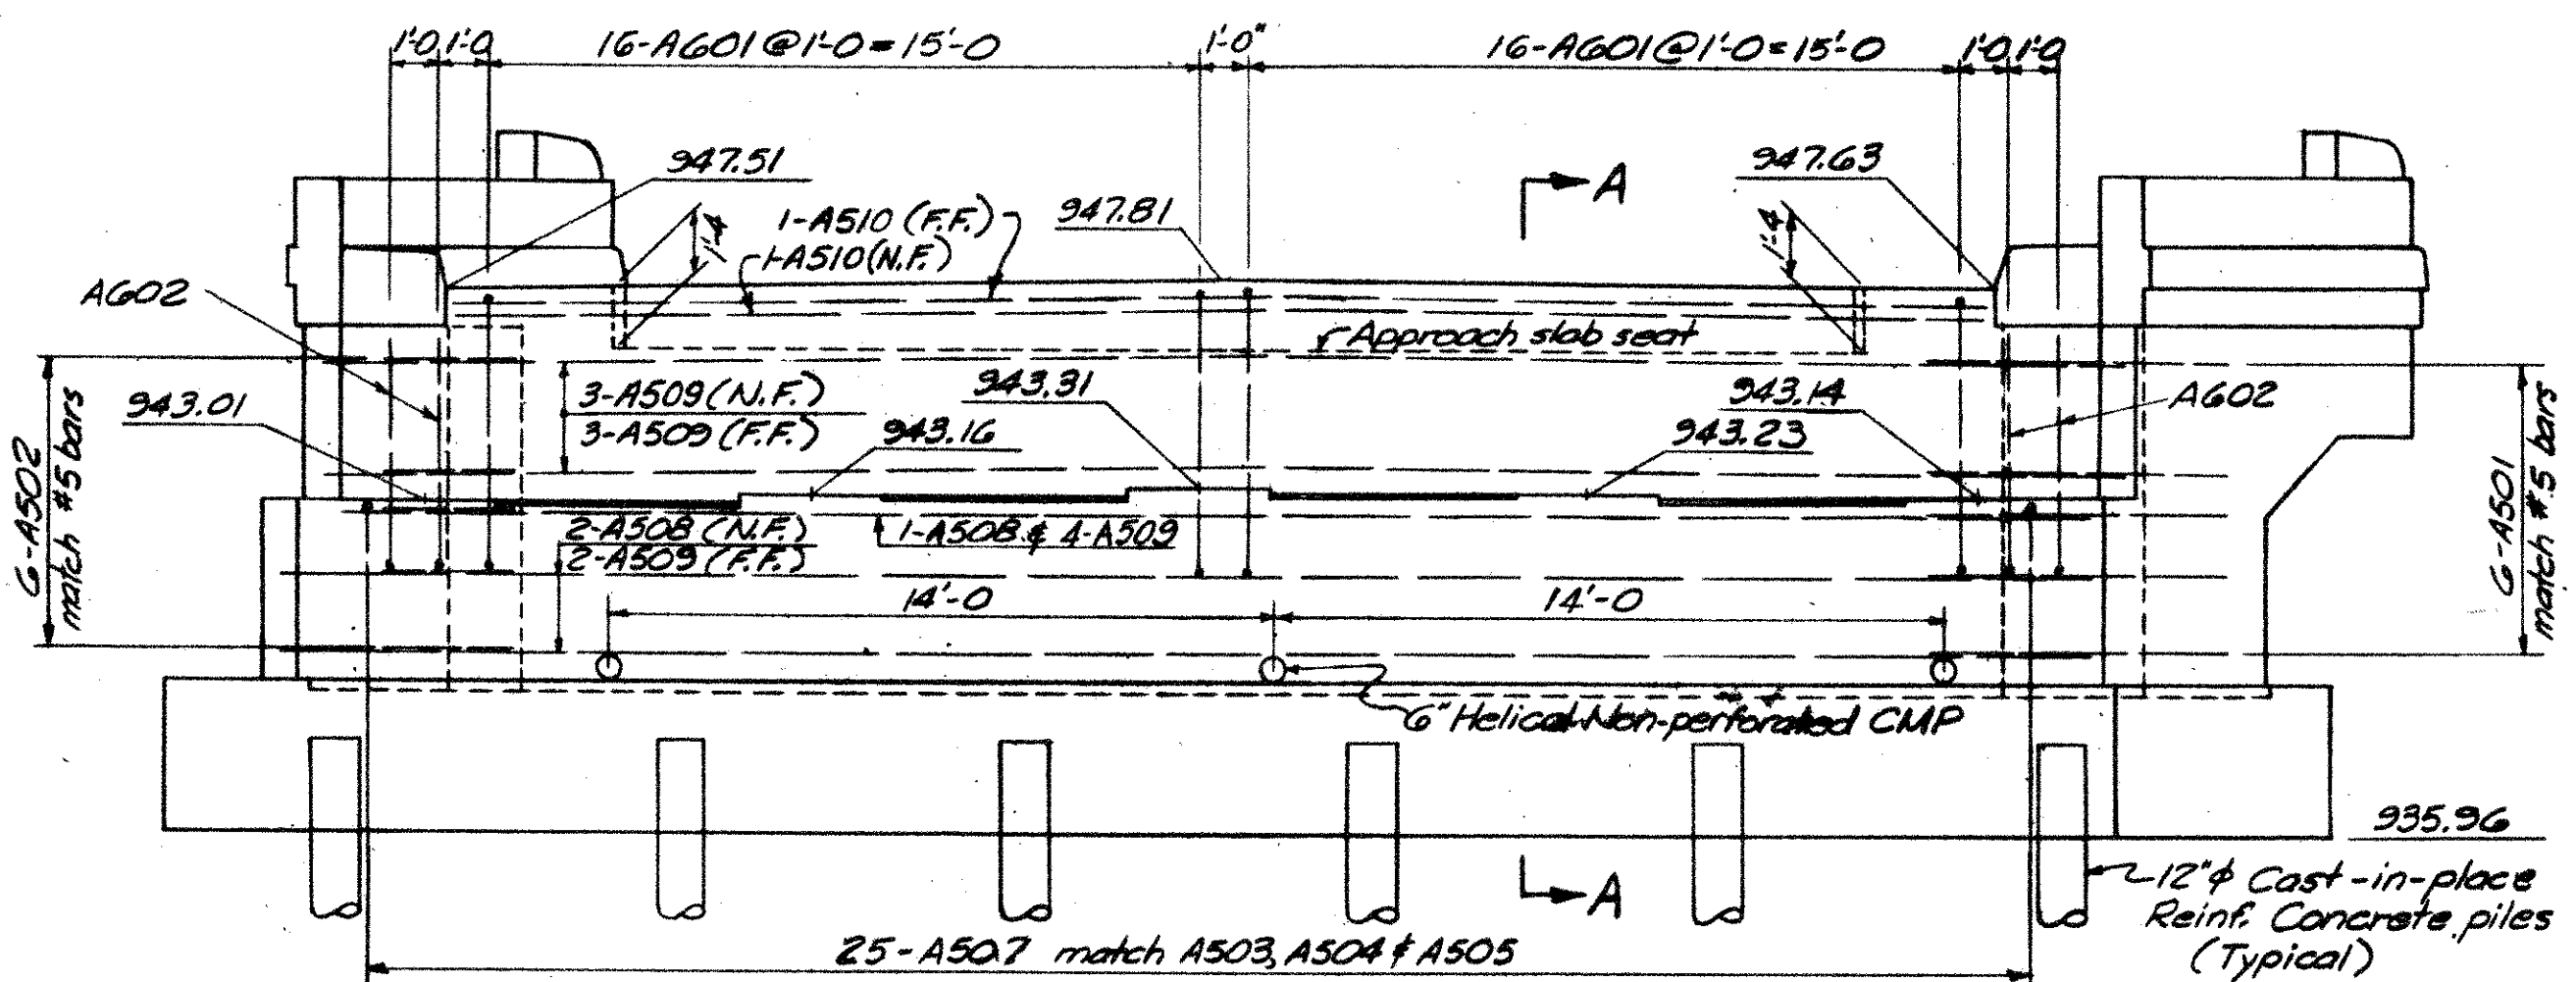 1'-0 1'-0 16-A601@1'-0=15'-0 1'-0" 16-A601@1'-0=15'-0 1'-0 1'-0
947.51
947.63
A
1-A510 (F.F.)
947.81
1'-4
1'-4
1-A510(N.F.)
A602
Approach slab seat
3-A509(N.F.)
3-A509(F.F.)
943.31
943.14
A602
943.01
943.16
943.23
6-A502
match #5 bars
6-A501
match #5 bars
2-A508 (N.F.)
2-A509 (F.F.)
1-A508 & 4-A509
14'-0 14'-0
6" Helical Non-perforated CMP
935.96
A
12"ϕ Cast-in-place
Reinf. Concrete piles
(Typical)
25-A507 match A503, A504 & A505